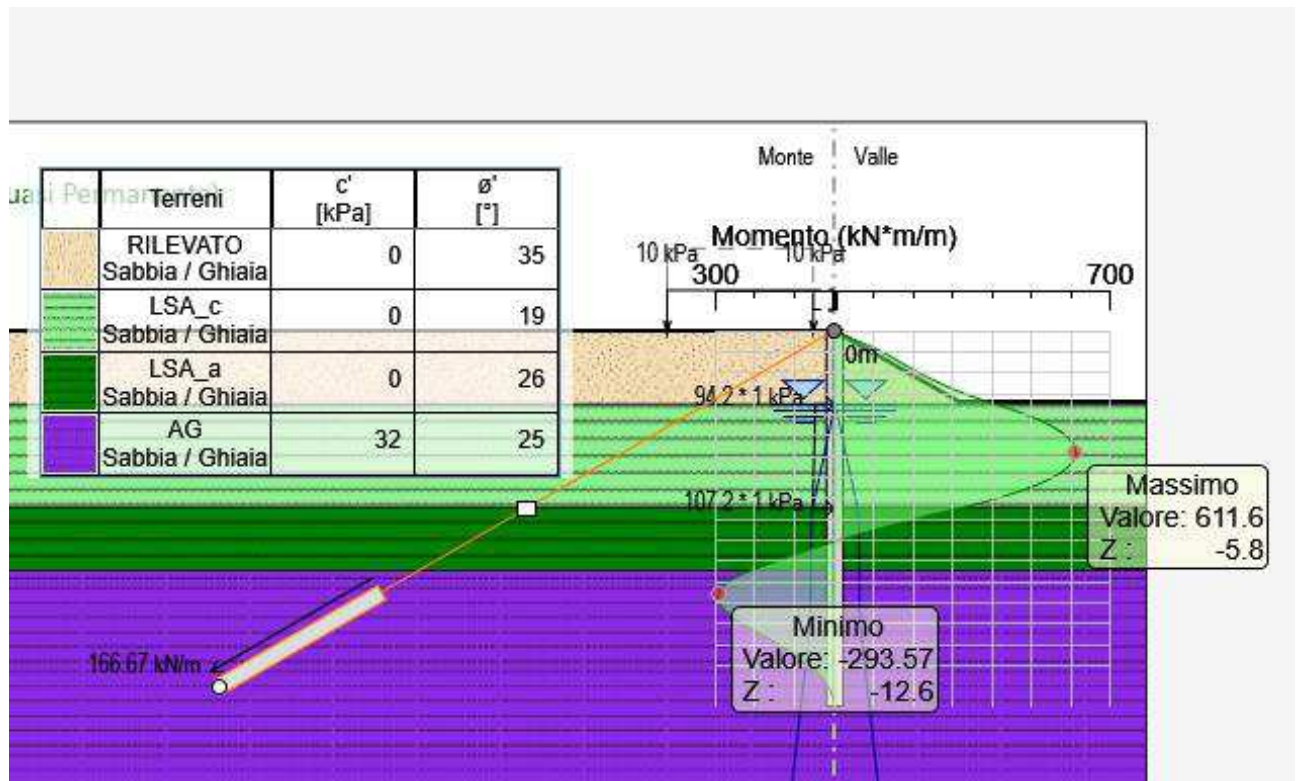 Monte Valle
uasi Permanente)
Terreni c' [kPa] ø' [°]
RILEVATO
Sabbia / Ghiaia 0 35
LSA_c
Sabbia / Ghiaia 0 19
LSA_a
Sabbia / Ghiaia 0 26
AG
Sabbia / Ghiaia 32 25
Momento (kN*m/m)
10 kPa 10 kPa
300 700
0m
94.2 * 1 kPa
107.2 * 1 kPa
Massimo
Valore: 611.6
Z : -5.8
Minimo
Valore: -293.57
Z : -12.6
166.67 kN/m